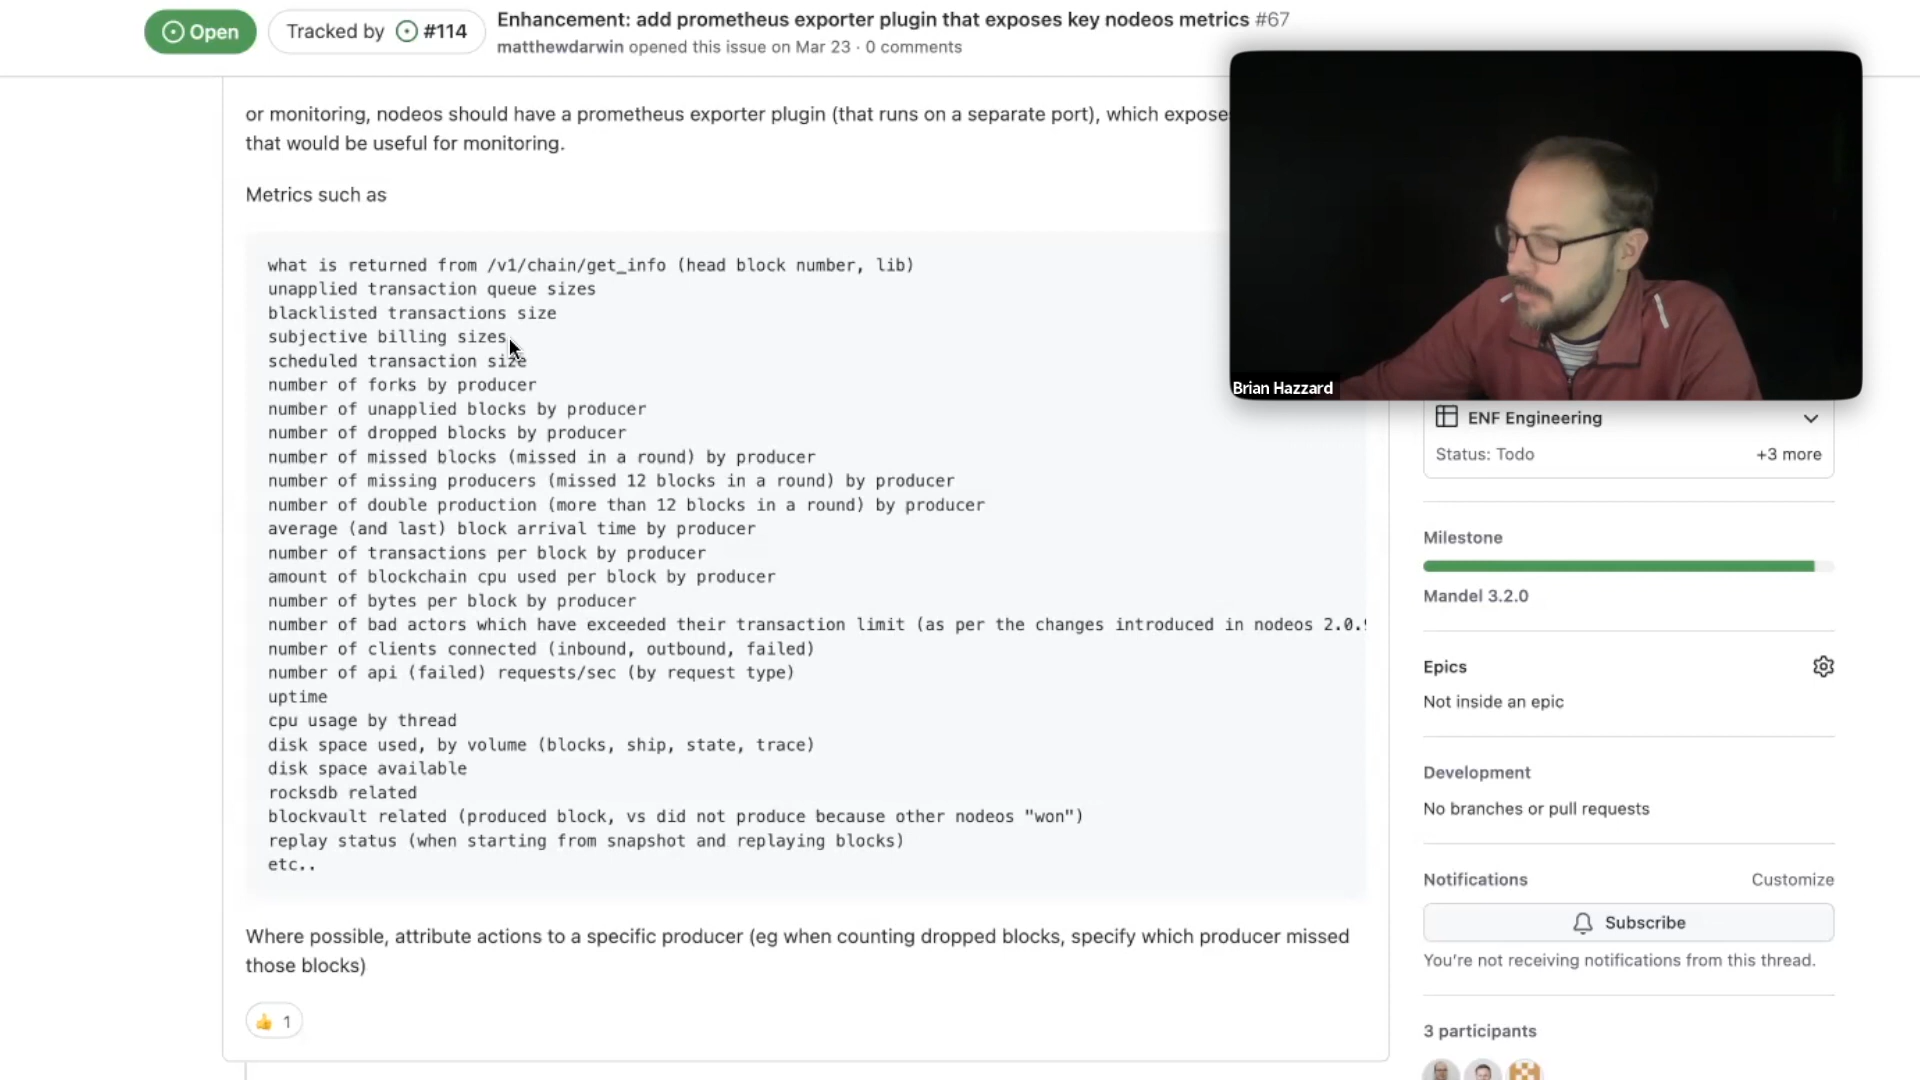 Open
Tracked by #114
Enhancement: add prometheus exporter plugin that exposes key nodeos metrics #67
matthewdarwin opened this issue on Mar 23 · 0 comments
or monitoring, nodeos should have a prometheus exporter plugin (that runs on a separate port), which
that would be useful for monitoring.
Metrics such as
what is returned from /v1/chain/get_info (head block number, lib)
unapplied transaction queue sizes
blacklisted transactions size
subjective billing sizes
scheduled transaction size
number of forks by producer
number of unapplied blocks by producer
number of dropped blocks by producer
number of missed blocks (missed in a round) by producer
number of missing producers (missed 12 blocks in a round) by producer
number of double production (more than 12 blocks in a round) by producer
average (and last) block arrival time by producer
number of transactions per block by producer
amount of blockchain cpu used per block by producer
number of bytes per block by producer
number of bad actors which have exceeded their transaction limit (as per the changes introduced in nodeos 2.0.
number of clients connected (inbound, outbound, failed)
number of api (failed) requests/sec (by request type)
uptime
cpu usage by thread
disk space used, by volume (blocks, ship, state, trace)
disk space available
rocksdb related
blockvault related (produced block, vs did not produce because other nodeos "won")
replay status (when starting from snapshot and replaying blocks)
etc..
Where possible, attribute actions to a specific producer (eg when counting dropped blocks, specify which producer missed
those blocks)
👍 1
Brian Hazzard
ENF Engineering
Status: Todo +3 more
Milestone
Mandel 3.2.0
Epics
Not inside an epic
Development
No branches or pull requests
Notifications Customize
Subscribe
You're not receiving notifications from this thread.
3 participants